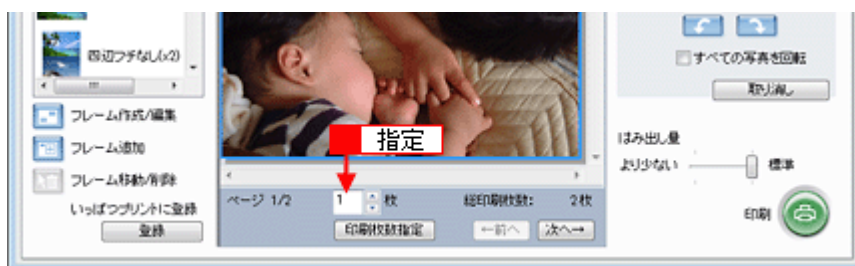 四辺フチなし(x2)
フレーム作成/編集
フレーム追加
フレーム移動/削除
いっぱつプリントに登録
登録
指定
ページ 1/2
1
枚
総印刷枚数:
2枚
印刷枚数指定
←前へ
次へ→
すべての写真を回転
取り消し
はみ出し量
より少ない
標準
印刷